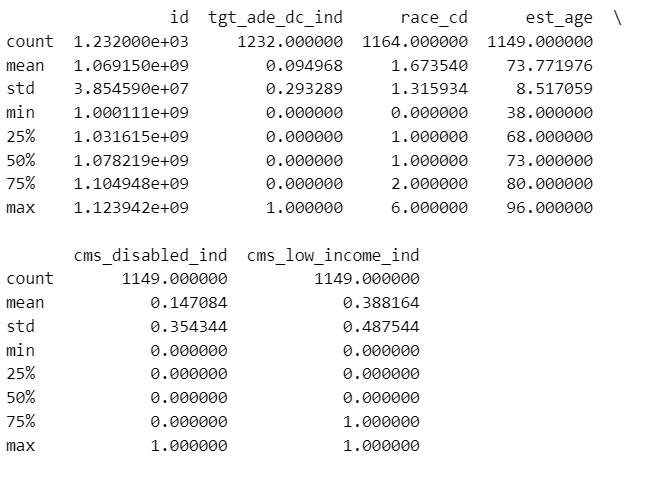 id tgt_ade_dc_ind race_cd est_age \
count 1.232000e+03 1232.000000 1164.000000 1149.000000
mean 1.069150e+09 0.094968 1.673540 73.771976
std 3.854590e+07 0.293289 1.315934 8.517059
min 1.000111e+09 0.000000 0.000000 38.000000
25% 1.031615e+09 0.000000 1.000000 68.000000
50% 1.078219e+09 0.000000 1.000000 73.000000
75% 1.104948e+09 0.000000 2.000000 80.000000
max 1.123942e+09 1.000000 6.000000 96.000000
cms_disabled_ind cms_low_income_ind
count 1149.000000 1149.000000
mean 0.147084 0.388164
std 0.354344 0.487544
min 0.000000 0.000000
25% 0.000000 0.000000
50% 0.000000 0.000000
75% 0.000000 1.000000
max 1.000000 1.000000